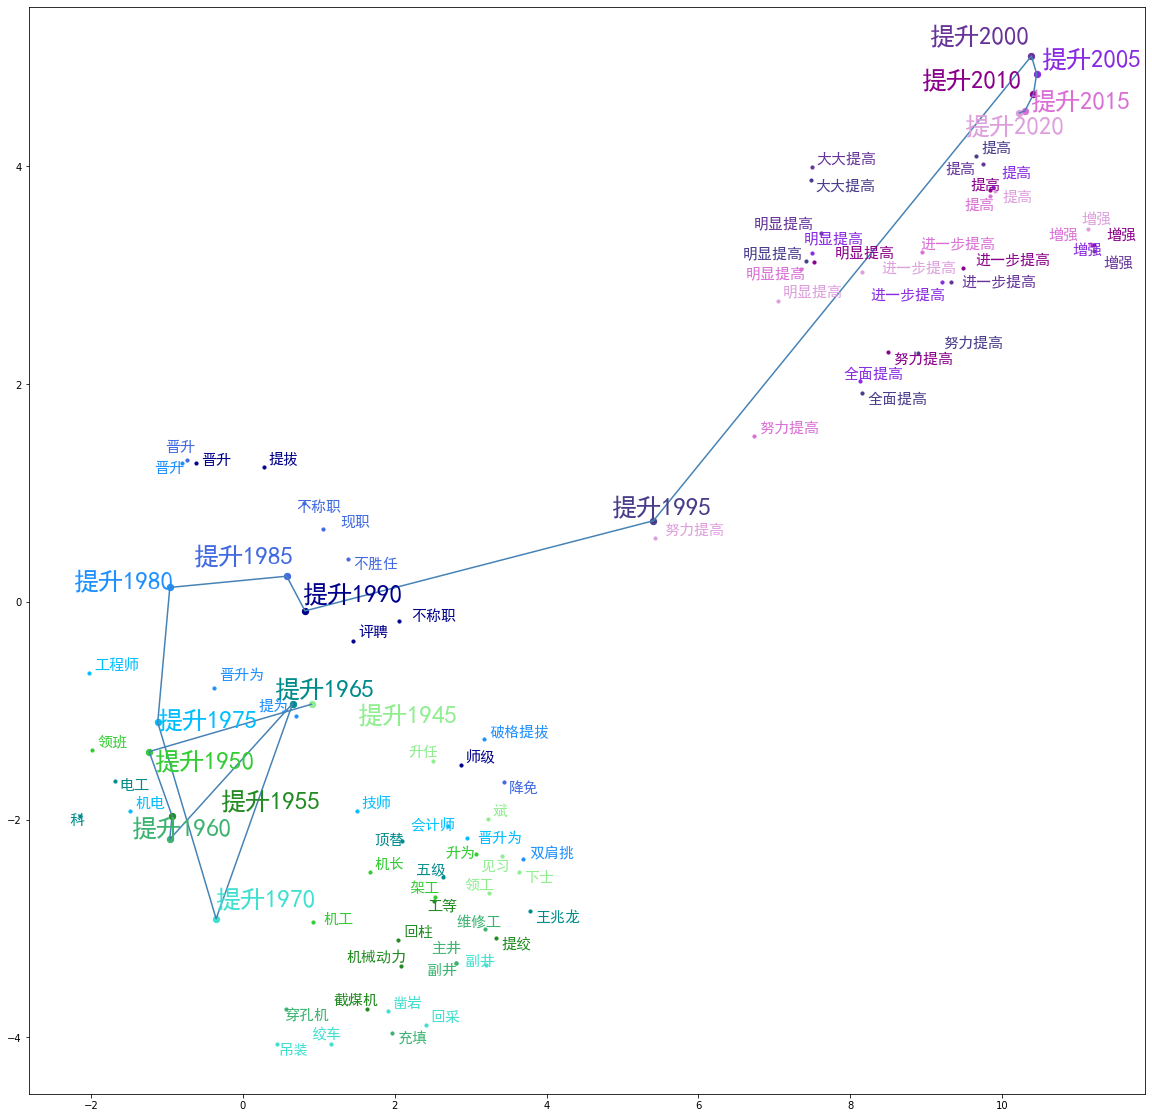 提升2000
提升2005
提升2010
提升2015
提升2020
提高
大大提高
提高
提高
大大提高
提高
提高
提高
增强
明显提高
增强
增强
明显提高
进一步提高
增强
明显提高
明显提高
进一步提高
增强
进一步提高
明显提高
进一步提高
明显提高
进一步提高
4
努力提高
努力提高
2
全面提高
全面提高
努力提高
晋升
晋升
晋升
提拔
不称职
提升1995
现职
努力提高
提升1985
不胜任
提升1980
提升1990
0
不称职
评聘
工程师
晋升为
提升1965
提为
提升1945
提升1975
破格提拔
领班
升任
提升1950
师级
电工
降免
机电
提升1955
技师
斌
科
会计师
−2
提升1960
顶替
晋升为
升为
双肩挑
机长
见习
五级
下士
架工
领工
工等
提升1970
王兆龙
机工
维修工
回柱
提绞
主井
机械动力
副井
副井
截煤机
凿岩
穿孔机
回采
绞车
充填
−4
吊装
−2
0
2
4
6
8
10